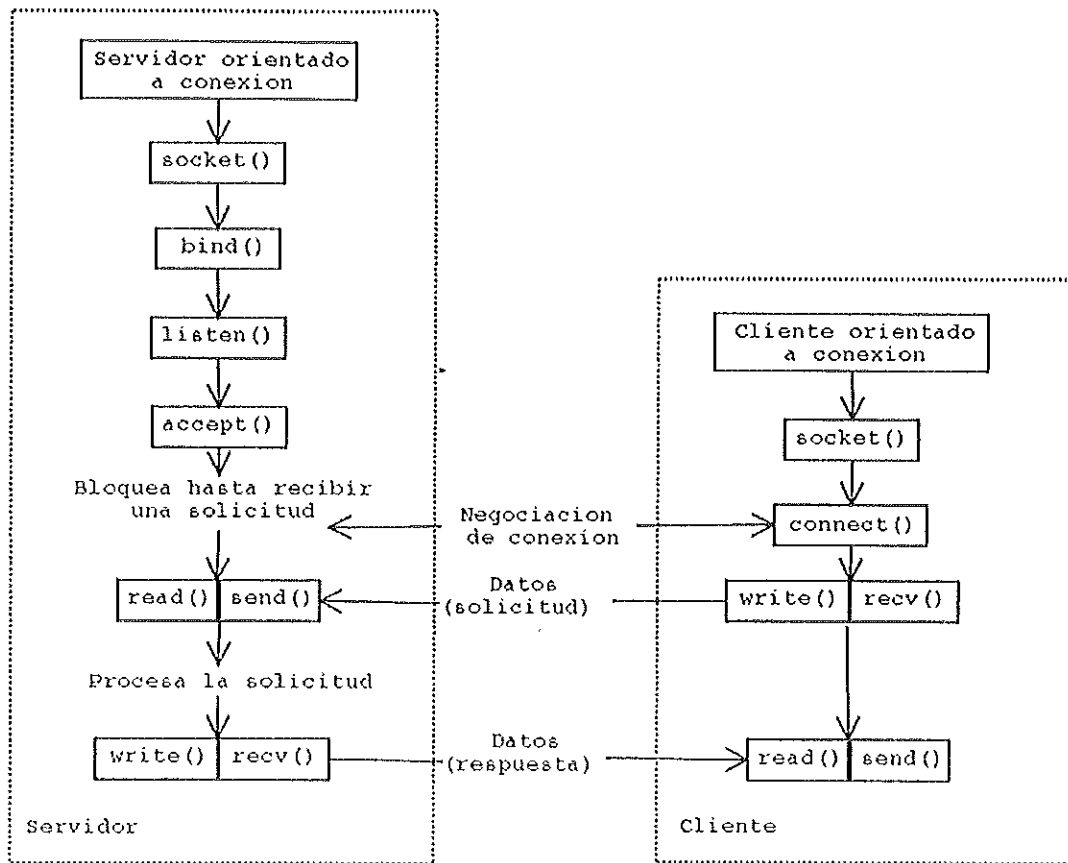 Servidor orientado
a conexion
socket()
bind()
listen()
accept()
Bloquea hasta recibir
una solicitud
read() send()
Procesa la solicitud
write() recv()
Servidor
Negociacion
de conexion
Datos
(solicitud)
Datos
(respuesta)
Cliente orientado
a conexion
socket()
connect()
write() recv()
read() send()
Cliente